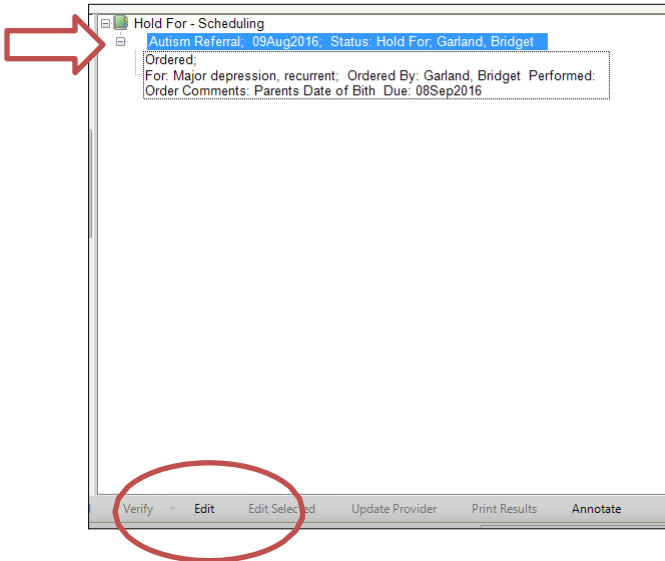 Hold For - Scheduling
Autism Referral; 09Aug2016; Status: Hold For; Garland, Bridget
Ordered;
For: Major depression, recurrent; Ordered By: Garland, Bridget Performed:
Order Comments: Parents Date of Bith Due: 08Sep2016
Verify Edit Edit Selected Update Provider Print Results Annotate